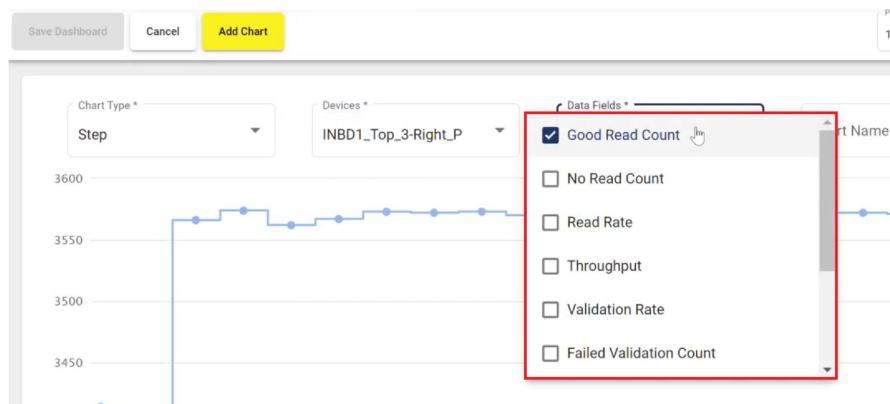 Save Dashboard
Cancel
Add Chart
Chart Type *
Step
Devices *
INBD1_Top_3-Right_P
Data Fields *
rt Name
Good Read Count
No Read Count
Read Rate
Throughput
Validation Rate
Failed Validation Count
3600
3550
3500
3450